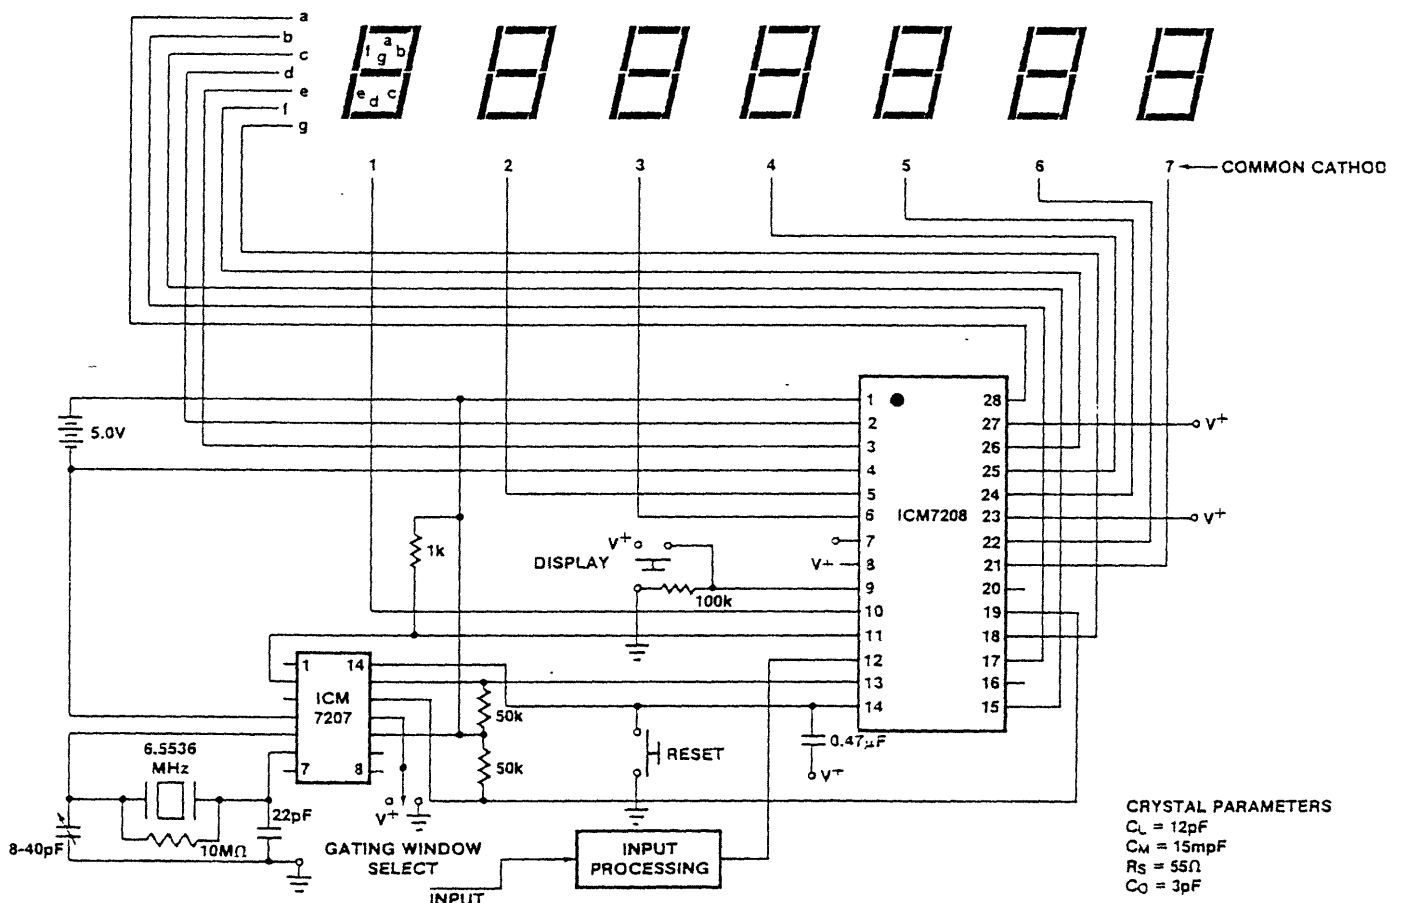 a
b
c
d
e
f
g
a
f b
g
e c
d
1 2 3 4 5 6 7 COMMON CATHOD
5.0V
1 28
2 27 V+
3 26
4 25
5 24
6 ICM7208 23 V+
7 22
V+ 8 21
9 20
10 19
11 18
12 17
13 16
14 15
1k
DISPLAY V+
100k
1 14
ICM
7207
7 8
50k
50k
6.5536
MHz
22pF
8-40pF
10MΩ
V+
GATING WINDOW
SELECT
RESET
0.47µF
V+
INPUT
PROCESSING
INPUT
CRYSTAL PARAMETERS
CL = 12pF
CM = 15mpF
RS = 55Ω
CO = 3pF